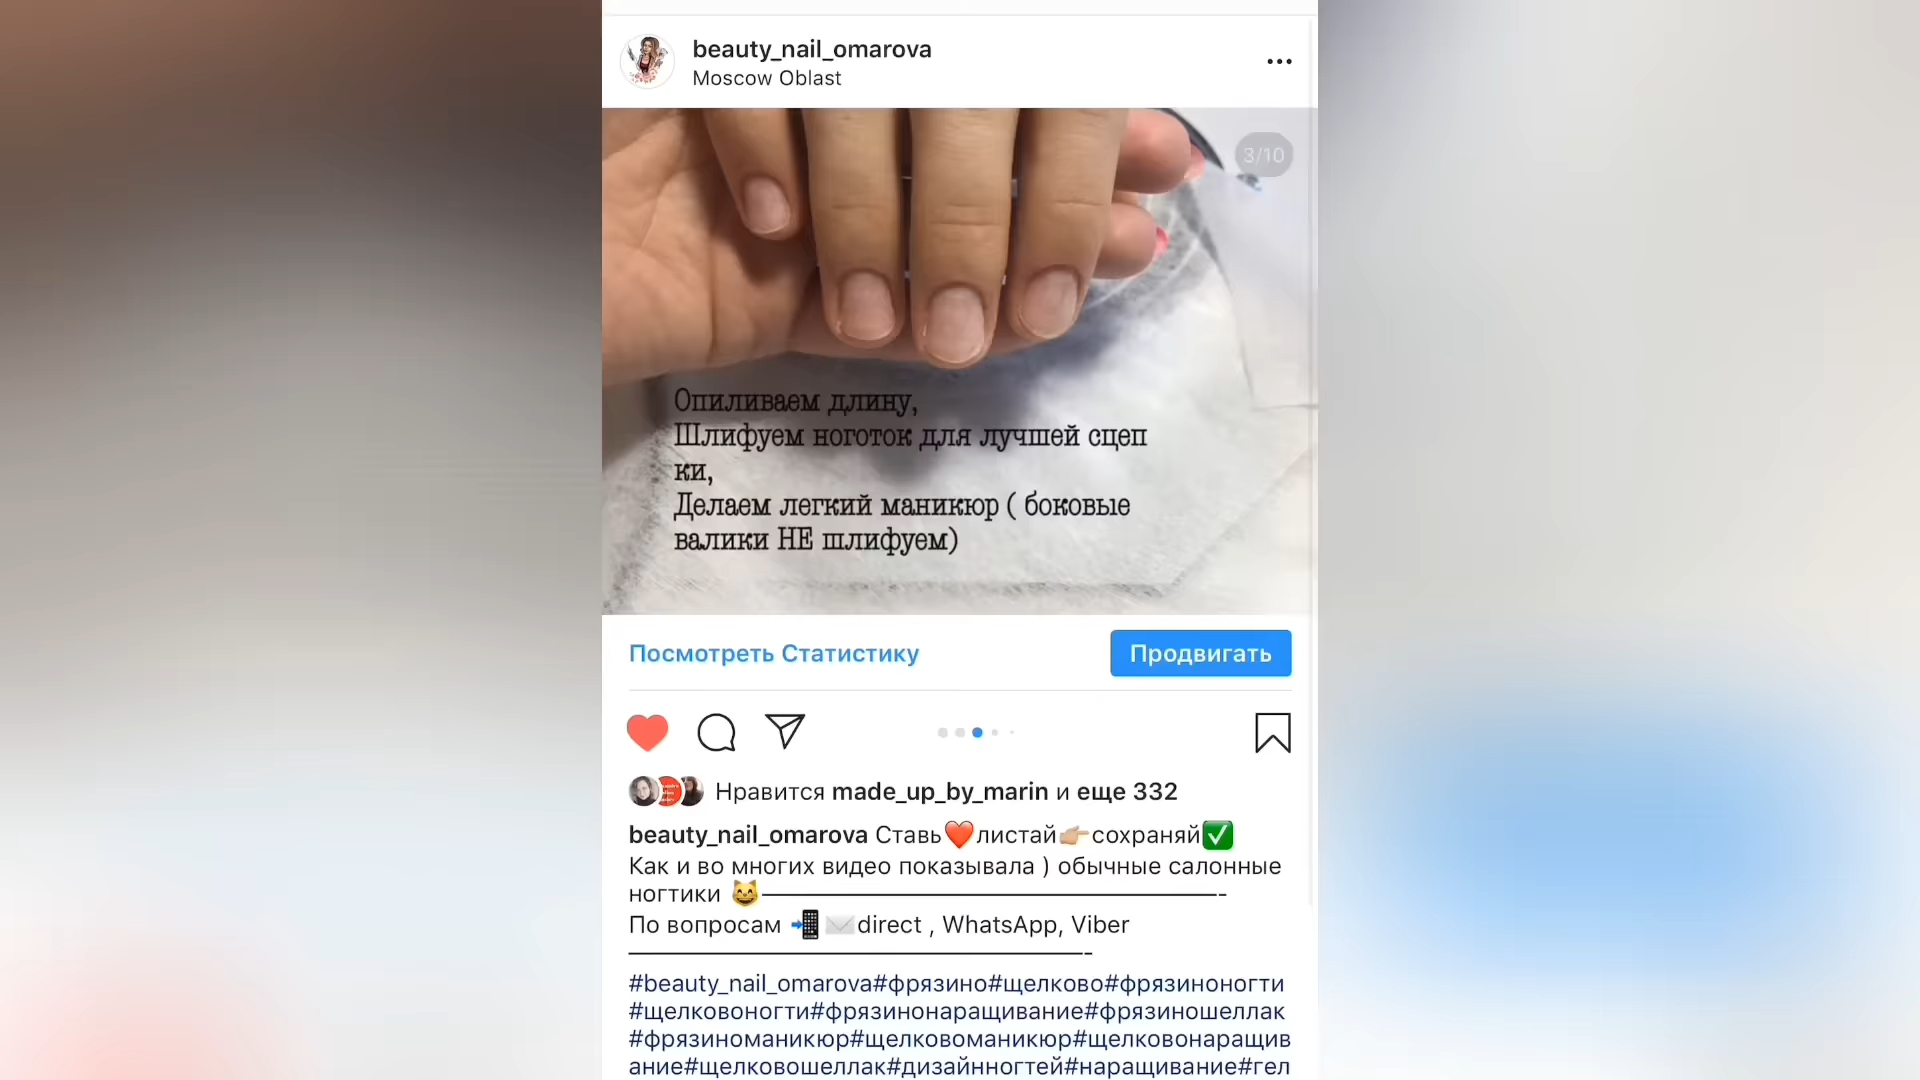 beauty_nail_omarova
Moscow Oblast
3/10
Опиливаем длину,
Шлифуем ноготок для лучшей сцеп
ки,
Делаем легкий маникюр ( боковые
валики НЕ шлифуем)
Посмотреть Статистику
Продвигать
Нравится made_up_by_marin и еще 332
beauty_nail_omarova Ставь❤️листай👉🏼сохраняй✅
Как и во многих видео показывала ) обычные салонные
ногтики 😸——————————————————-
По вопросам 📲✉️direct , WhatsApp, Viber
———————————————————-
#beauty_nail_omarova#фрязино#щелково#фрязиноногти
#щелковоногти#фрязинонаращивание#фрязиношеллак
#фрязиноманикюр#щелковоманикюр#щелковонаращив
ание#щелковошеллак#дизайнногтей#наращивание#гел